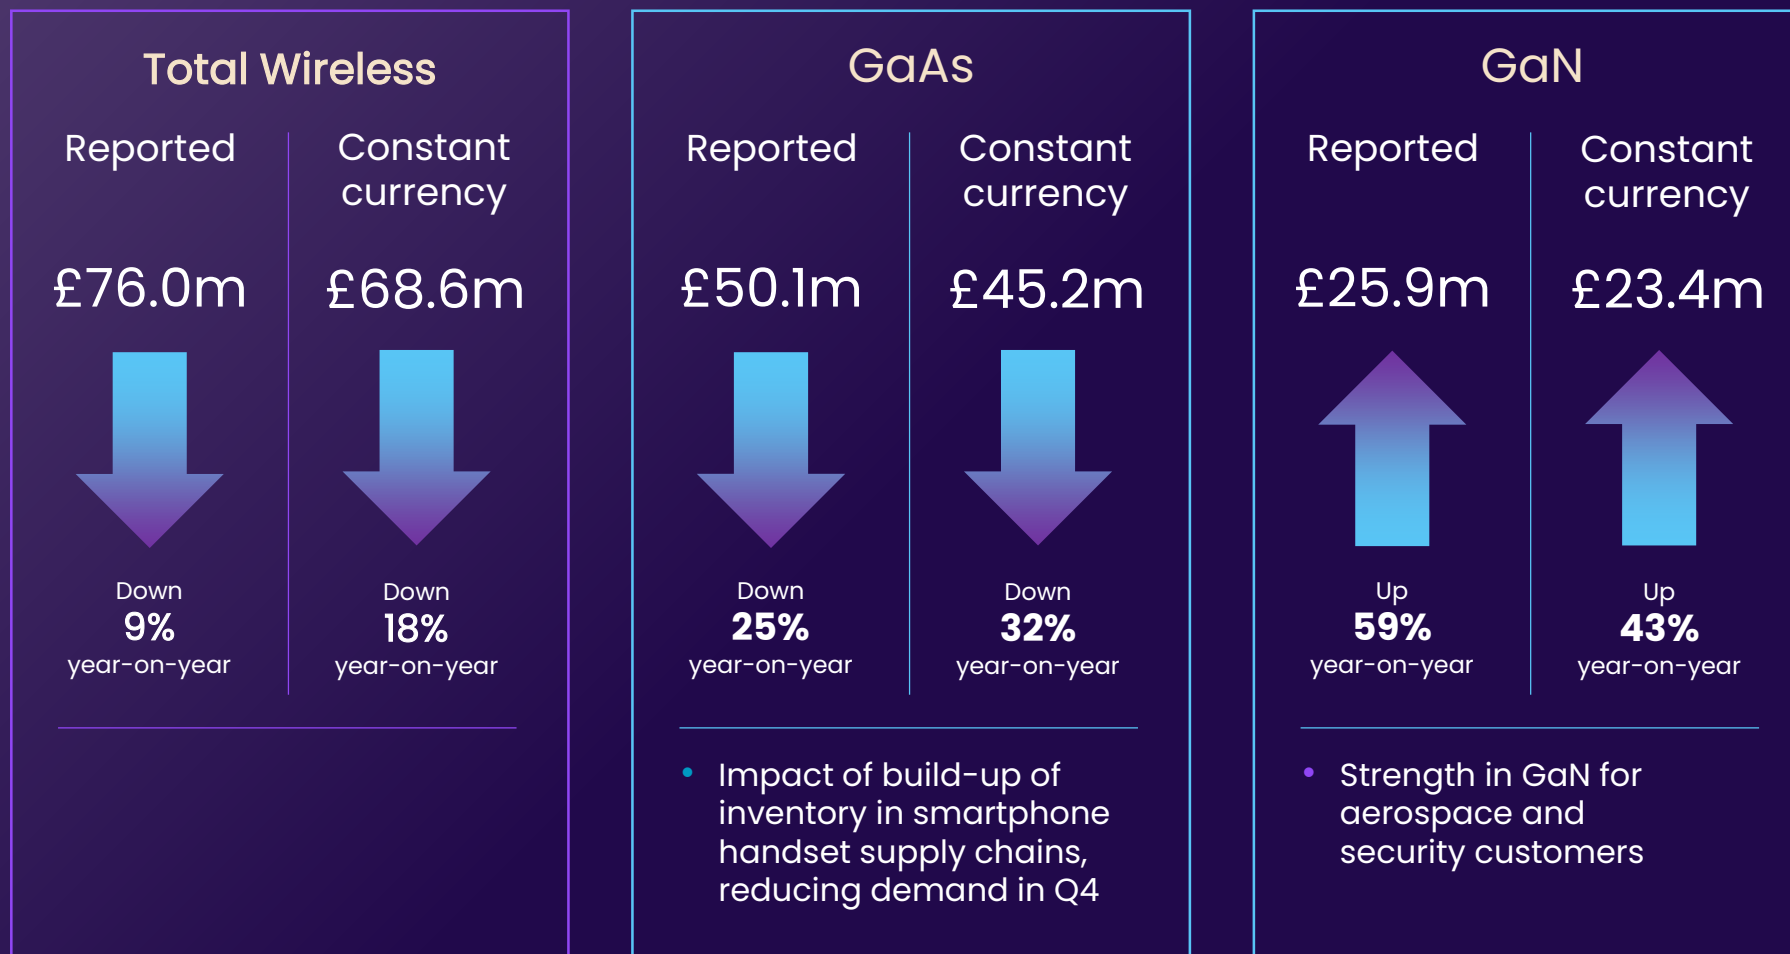 Total Wireless
Reported
Constant
currency
£76.0m
£68.6m
Down
9%
year-on-year
Down
18%
year-on-year
GaAs
Reported
Constant
currency
£50.1m
£45.2m
Down
25%
year-on-year
Down
32%
year-on-year
• Impact of build-up of
inventory in smartphone
handset supply chains,
reducing demand in Q4
GaN
Reported
Constant
currency
£25.9m
£23.4m
Up
59%
year-on-year
Up
43%
year-on-year
• Strength in GaN for
aerospace and
security customers